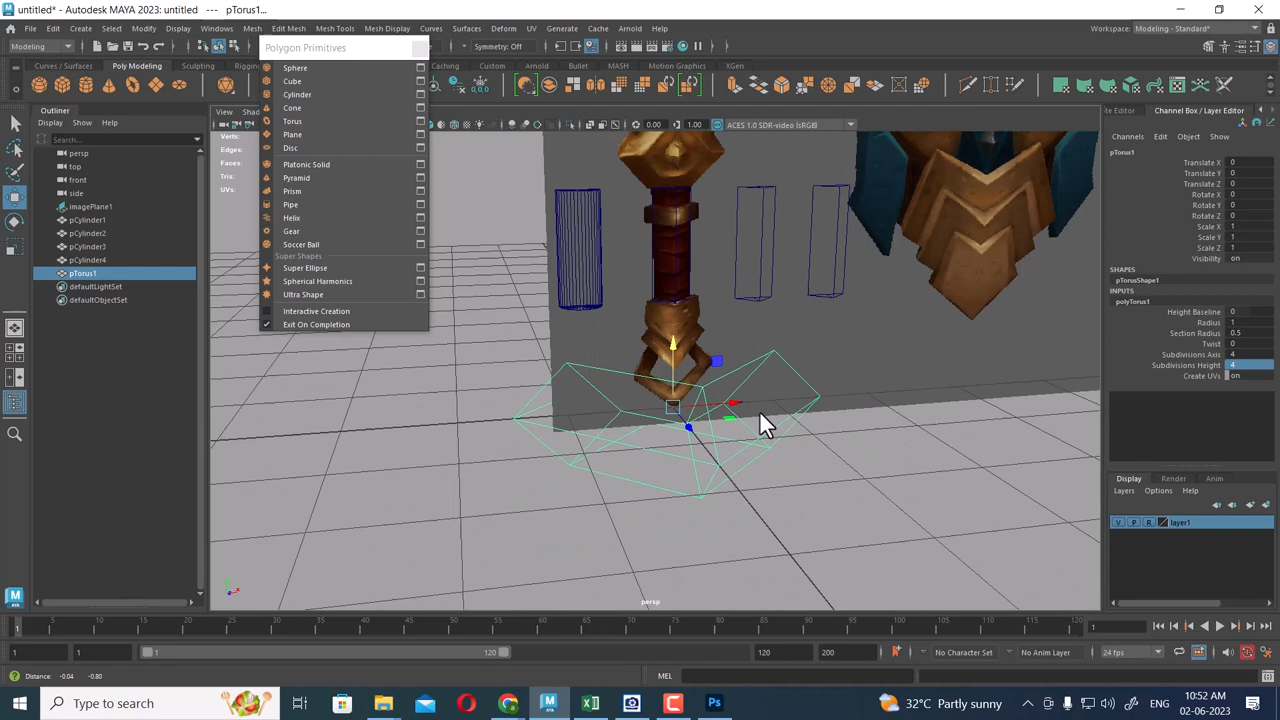 untitled* - Autodesk MAYA 2023: untitled --- pTorus1...
File Edit Create Select Modify Display Windows Mesh Edit Mesh Mesh Tools Mesh Display Curves Surfaces Deform UV Generate Cache Arnold Help
Workspace: Modeling - Standard*
Modeling
Symmetry: Off
Polygon Primitives
Curves / Surfaces Poly Modeling Sculpting Caching Custom Arnold Bullet MASH Motion Graphics XGen
Sphere
Cube
Cylinder
Cone
Torus
Plane
Disc
Platonic Solid
Pyramid
Prism
Pipe
Helix
Gear
Soccer Ball
Super Shapes
Super Ellipse
Spherical Harmonics
Ultra Shape
Interactive Creation
Exit On Completion
Outliner
Display Show Help
Search...
persp
top
front
side
imagePlane1
pCylinder1
pCylinder2
pCylinder3
pCylinder4
pTorus1
defaultLightSet
defaultObjectSet
View
0.00 1.00 ACES 1.0 SDR-video (sRGB)
Verts:
Edges:
Faces:
Tris:
UVs:
persp
Channel Box / Layer Editor
Channels Edit Object Show
pTorus1
Translate X 0
Translate Y 0
Translate Z 0
Rotate X 0
Rotate Y 0
Rotate Z 0
Scale X 1
Scale Y 1
Scale Z 1
Visibility on
SHAPES
pTorusShape1
INPUTS
polyTorus1
Height Baseline 0
Radius 1
Section Radius 0.5
Twist 0
Subdivisions Axis 4
Subdivisions Height 4
Create UVs on
Display Render Anim
Layers Options Help
V P R layer1
5 10 15 20 25 30 35 40 45 50 55 60 65 70 75 80 85 90 95 100 105 110 115 120
1
1 1 1 120 120 200 No Character Set No Anim Layer 24 fps
Distance: -0.04 -0.80 MEL
Type here to search
32°C Partly sunny
10:52 AM
02-06-2023